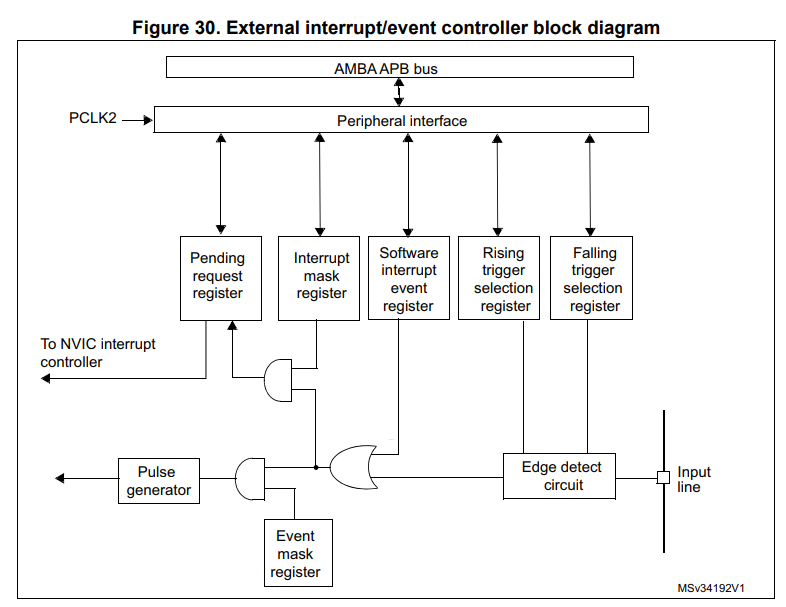 Figure 30. External interrupt/event controller block diagram
AMBA APB bus
PCLK2
Peripheral interface
Pending
request
register
Interrupt
mask
register
Software
interrupt
event
register
Rising
trigger
selection
register
Falling
trigger
selection
register
To NVIC interrupt
controller
Pulse
generator
Edge detect
circuit
Input
line
Event
mask
register
MSv34192V1